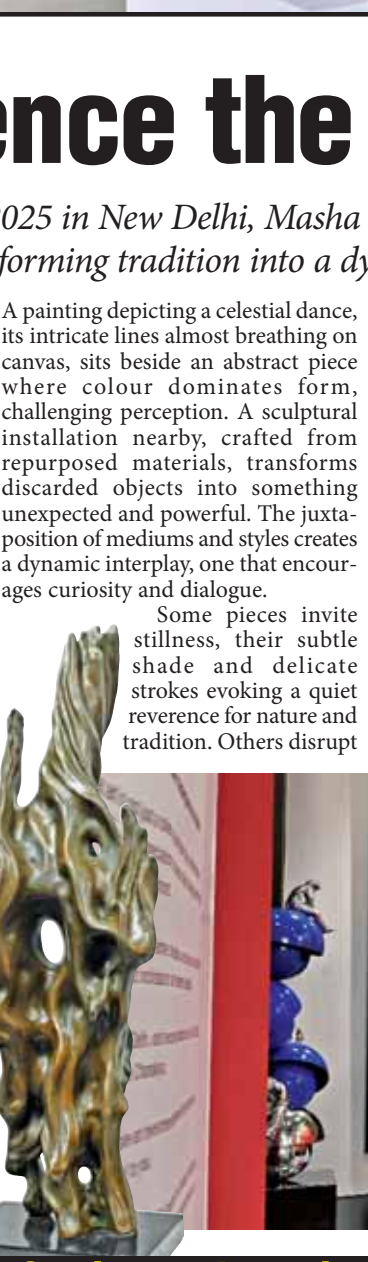 ence the
2025 in New Delhi, Masha
forming tradition into a dy
A painting depicting a celestial dance,
its intricate lines almost breathing on
canvas, sits beside an abstract piece
where colour dominates form,
challenging perception. A sculptural
installation nearby, crafted from
repurposed materials, transforms
discarded objects into something
unexpected and powerful. The juxta-
position of mediums and styles creates
a dynamic interplay, one that encour-
ages curiosity and dialogue.
Some pieces invite
stillness, their subtle
shade and delicate
strokes evoking a quiet
reverence for nature and
tradition. Others disrupt